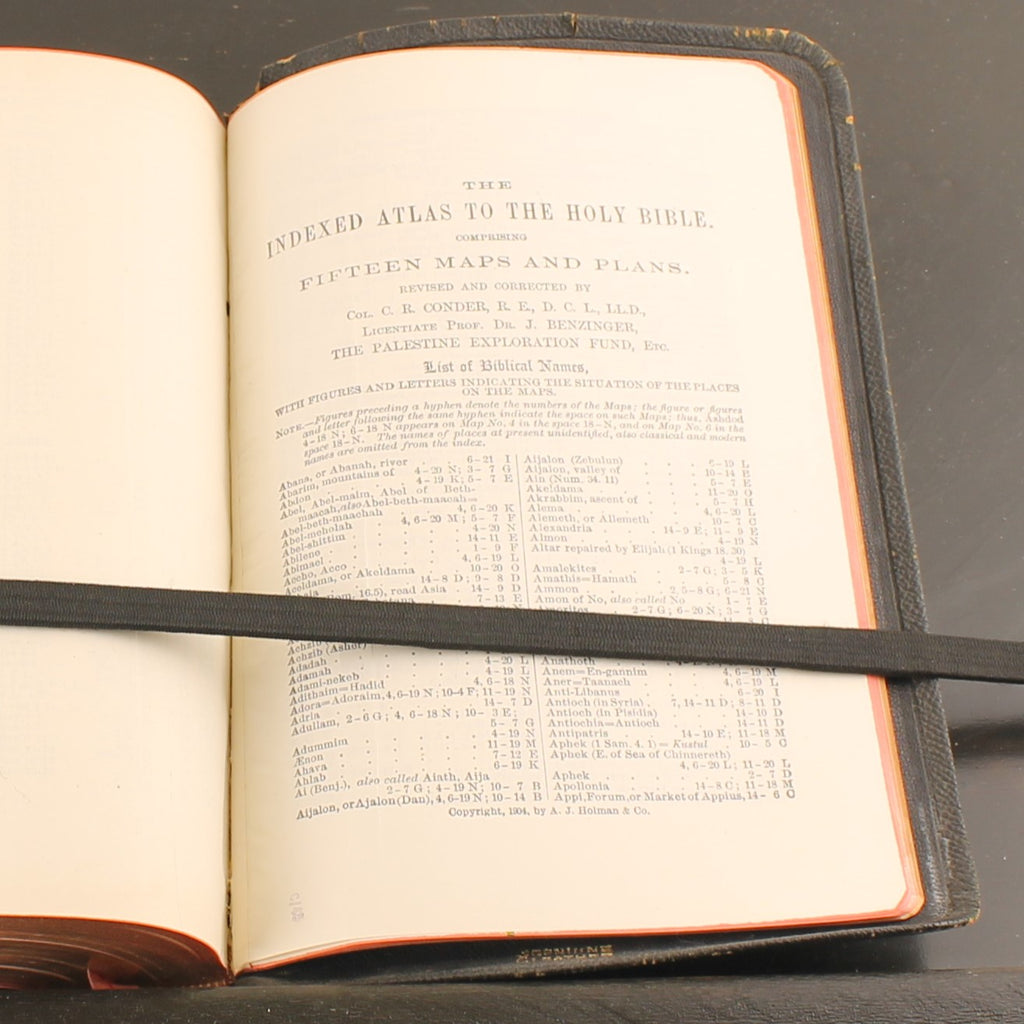 THE
INDEXED ATLAS TO THE HOLY BIBLE.
COMPRISING
FIFTEEN MAPS AND PLANS.
REVISED AND CORRECTED BY
COL. C. R. CONDER, R. E., D. C. L., LL.D.,
LICENTIATE PROF. DR. J. BENZINGER,
THE PALESTINE EXPLORATION FUND, ETC.
List of Biblical Names,
WITH FIGURES AND LETTERS INDICATING THE SITUATION OF THE PLACES
ON THE MAPS.
NOTE.—Figures preceding a hyphen denote the numbers of the Maps; the figure or figures
and letter following the same hyphen indicate the space on such Maps; thus, Ashdod
4-18 N; 6-18 N appears on Map No. 4 in the space 18-N, and on Map No. 6 in the
space 18-N. The names of places at present unidentified, also classical and modern
names are omitted from the index.
Abana, or Abanah, river . 6-21 I
Abarim, mountains of 4-20 N; 3-7 G
Abdon . . . 4-19 K; 5-7 E
Abel, Abel-maim, Abel of Beth-
maacah, also Abel-beth-maacah=
Abel-beth-maachah 4, 6-20 K
Abel-meholah 4, 6-20 M; 5-7 F
Abel-shittim . . . 4-20 N
Abilene . . . 14-11 E
Abimael . . . 1-9 F
Accho, Acco . . . 4, 6-19 L
Aceldama, or Akeldama 10-20 O
14-8 D; 9-8 D
16.5), read Asia . 14-9 D
7-13 E
Achzib (Asher)
Adadah
Adamah . . . 4-20 L
Adami-nekeb . . . 4-19 L
Adithaim=Hadid 4, 6-18 N
Adora=Adoraim, 4, 6-19 N; 10-4 F; 11-19 N
Adria . . . 14-7 D
Adullam, 2-6 G; 4, 6-18 N; 10-3 E;
5-7 G
Adummim . . . 4-19 N
Ænon . . . 11-19 M
Ahava . . . 7-12 E
Ahlab . . . 6-19 K
Ai (Benj.), also called Aiath, Aija
2-7 G; 4-19 N; 10-7 B
Aijalon, or Ajalon (Dan), 4, 6-19 N; 10-14 B
Aijalon (Zebulun) . . . 6-19 L
Aijalon, valley of . . . 10-14 E
Ain (Num. 34. 11) . . . 5-7 E
Akeldama . . . 11-20 O
Akrabbim, ascent of . . . 5-7 H
Alema . . . 4, 6-20 L
Alemeth, or Allemeth . 10-7 C
Alexandria . . . 14-9 E; 11-9 E
Almon . . . 4-19 N
Altar repaired by Elijah (1 Kings 18. 30)
4-19 L
Amalekites . . . 2-7 G; 3-5 K
Amathis=Hamath . . . 5-8 C
Ammon . . . 2, 5-8 G; 6-21 N
Amon of No, also called No . 1-7 E
Amorites . 2-7 G; 6-20 N; 3-7 G
Anathoth
Anem=En-gannim . . 4, 6-19 M
Aner=Taanach . . . 4, 6-19 L
Anti-Libanus . . . 6-20 I
Antioch (in Syria) . 7, 14-11 D; 8-11 D
Antioch (in Pisidia) . . 14-10 D
Antiochia=Antioch . . 14-11 D
Antipatris . . . 14-10 E; 11-18 M
Aphek (1 Sam. 4. 1)= Kustul . 10-5 C
Aphek (E. of Sea of Chinnereth)
4, 6-20 L; 11-20 L
Aphek . . . 2-7 D
Apollonia . . . 14-8 C; 11-18 M
Appi, Forum, or Market of Appius, 14-6 C
Copyright, 1904, by A. J. Holman & Co.